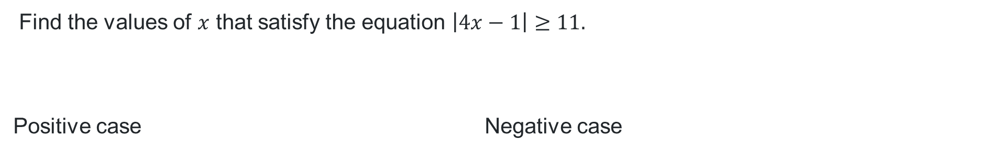 Find the values of x that satisfy the equation |4x − 1| ≥ 11.
Positive case
Negative case